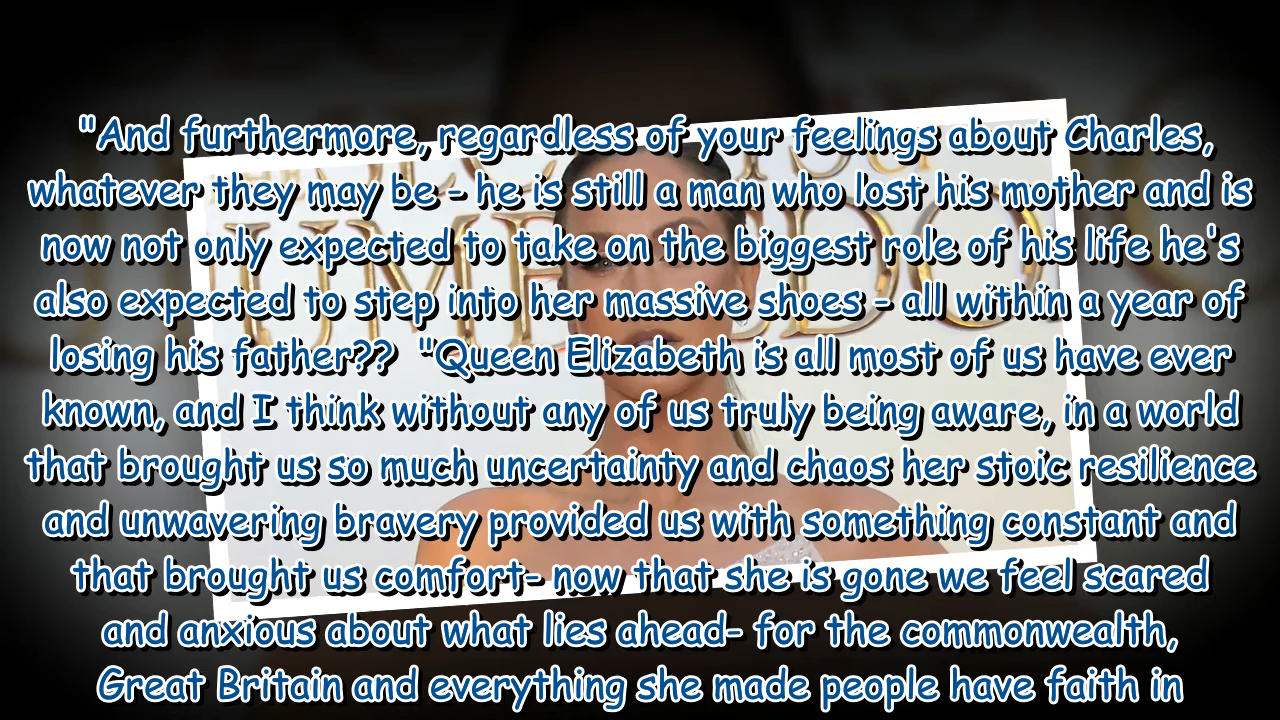 "And furthermore, regardless of your feelings about Charles,
whatever they may be - he is still a man who lost his mother and is
now not only expected to take on the biggest role of his life he's
also expected to step into her massive shoes - all within a year of
losing his father?? "Queen Elizabeth is all most of us have ever
known, and I think without any of us truly being aware, in a world
that brought us so much uncertainty and chaos her stoic resilience
and unwavering bravery provided us with something constant and
that brought us comfort- now that she is gone we feel scared
and anxious about what lies ahead- for the commonwealth,
Great Britain and everything she made people have faith in